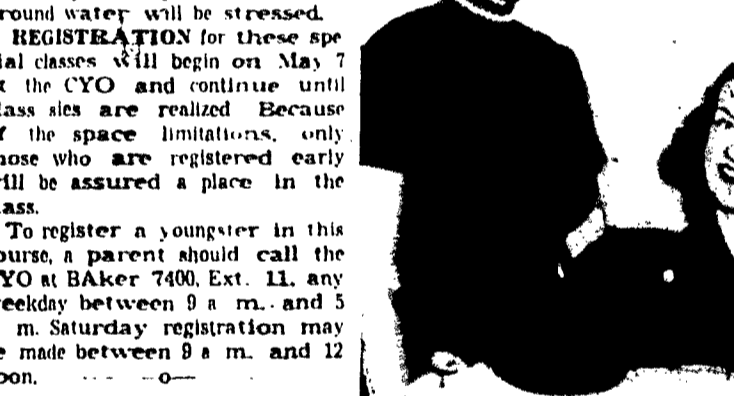 round water will be stressed.
REGISTRATION for these spe
ial classes will begin on May 7
t the CYO and continue until
lass sies are realized Because
f the space limitations, only
hose who are registered early
ill be assured a place in the
lass.
To register a youngster in this
ourse, a parent should call the
YO at BAker 7400, Ext. 11, any
eekday between 9 a m. and 5
m. Saturday registration may
e made between 9 a m. and 12
oon.
—o—